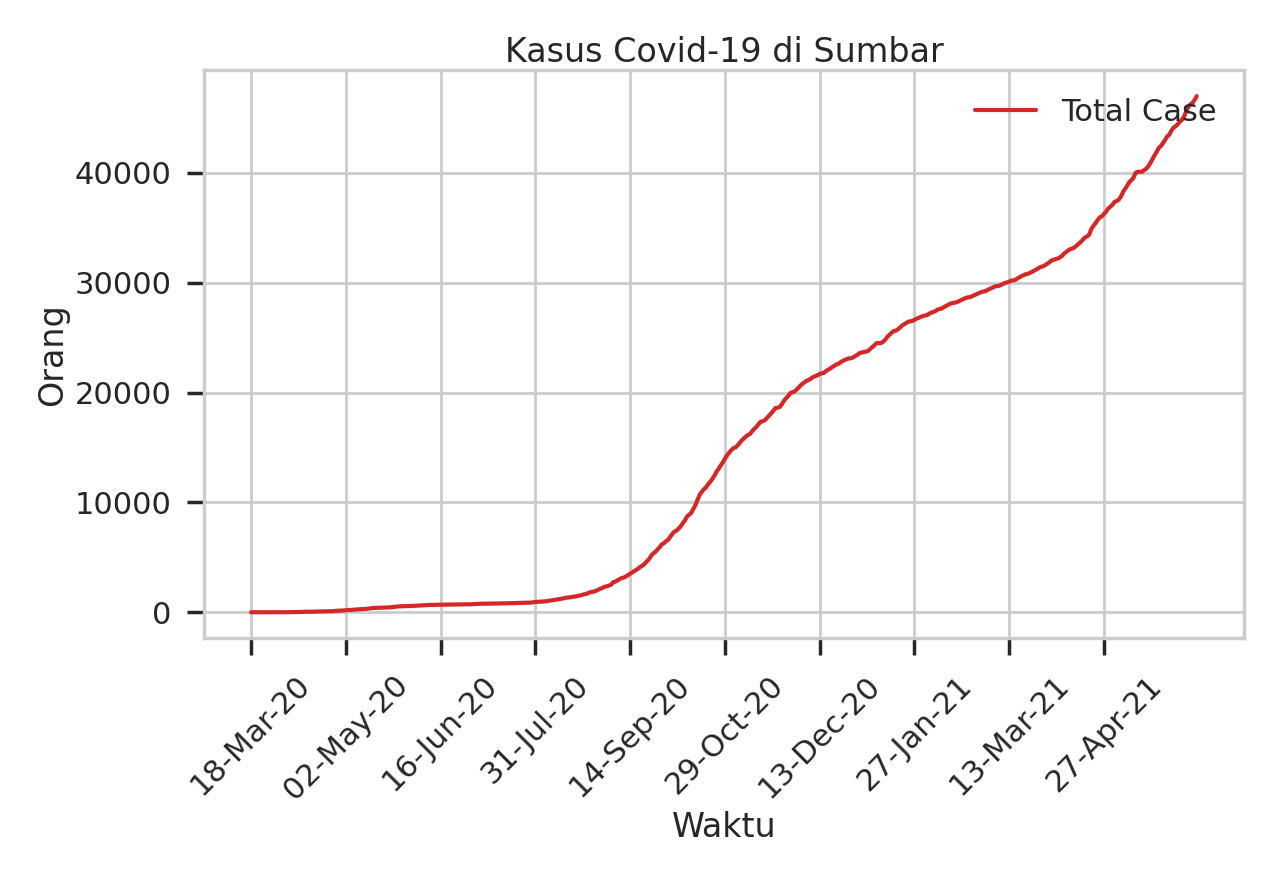 Kasus Covid-19 di Sumbar
Total Case
40000
30000
20000
10000
0
Orang
18-Mar-20
02-May-20
16-Jun-20
31-Jul-20
14-Sep-20
29-Oct-20
13-Dec-20
27-Jan-21
13-Mar-21
27-Apr-21
Waktu